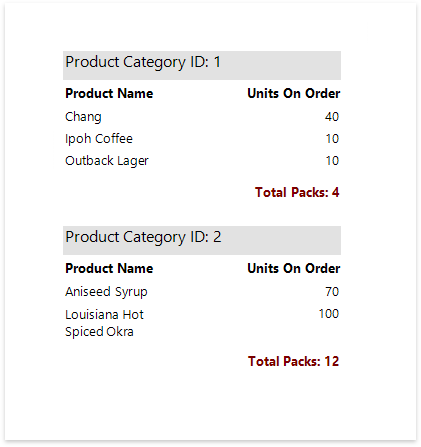 Product Category ID: 1
Product Name Units On Order
Chang 40
Ipoh Coffee 10
Outback Lager 10
Total Packs: 4
Product Category ID: 2
Product Name Units On Order
Aniseed Syrup 70
Louisiana Hot 100
Spiced Okra
Total Packs: 12